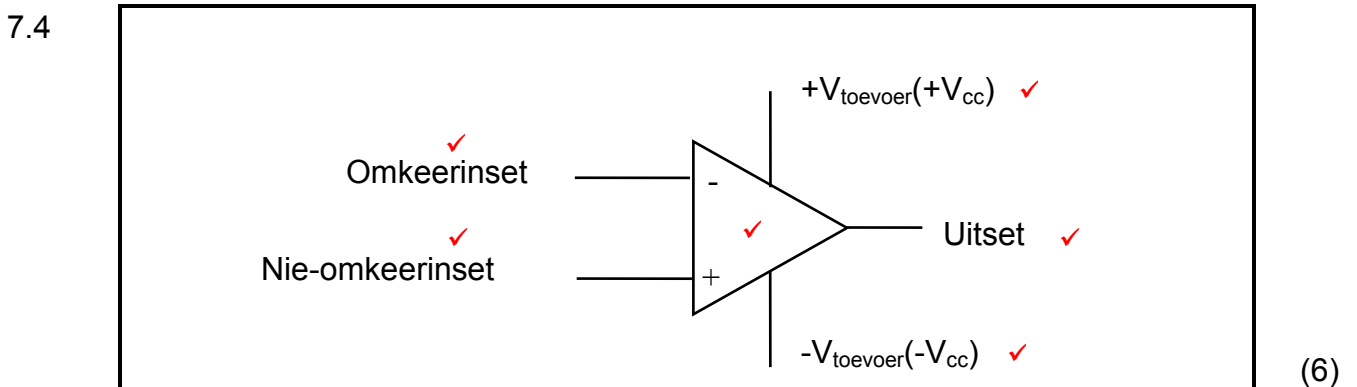 7.4
+Vtoevoer(+Vcc) ✓
✓
Omkeerinset
-
✓
Nie-omkeerinset
✓
Uitset ✓
+
-Vtoevoer(-Vcc) ✓
(6)